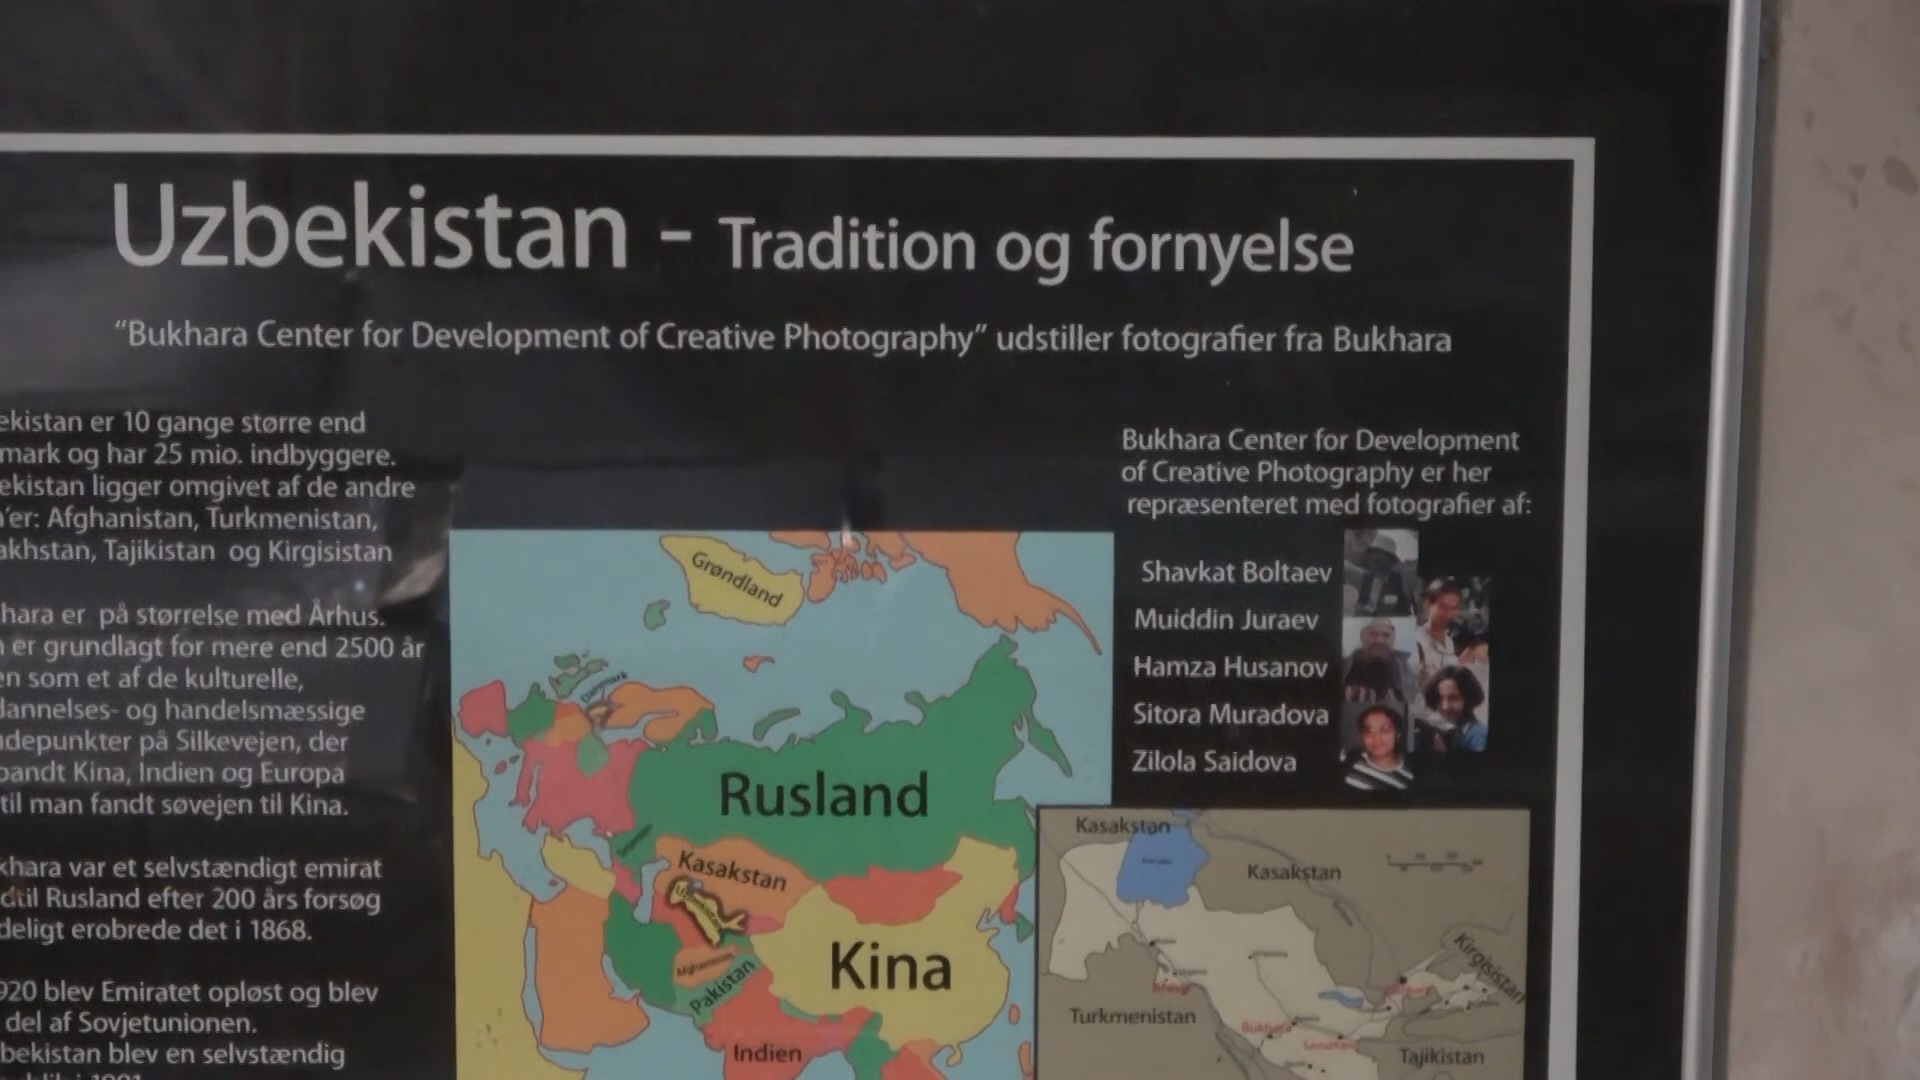 Uzbekistan - Tradition og fornyelse
“Bukhara Center for Development of Creative Photography” udstiller fotografier fra Bukhara
ekistan er 10 gange større end
mark og har 25 mio. indbyggere.
ekistan ligger omgivet af de andre
'er: Afghanistan, Turkmenistan,
akhstan, Tajikistan og Kirgisistan
hara er på størrelse med Århus.
er grundlagt for mere end 2500 år
en som et af de kulturelle,
dannelses- og handelsmæssige
depunkter på Silkevejen, der
bandt Kina, Indien og Europa
til man fandt søvejen til Kina.
khara var et selvstændigt emirat
dtil Rusland efter 200 års forsøg
deligt erobrede det i 1868.
920 blev Emiratet opløst og blev
del af Sovjetunionen.
bekistan blev en selvstændig
Bukhara Center for Development
of Creative Photography er her
repræsenteret med fotografier af:
Shavkat Boltaev
Muiddin Juraev
Hamza Husanov
Sitora Muradova
Zilola Saidova
Grøndland
Danmark
Rusland
Kasakstan
Uzbekistan
Kina
Afghanistan
Pakistan
Indien
Kasakstan
Kasakstan
Kirgisistan
Turkmenistan
Bukhara
Samarkand
Tajikistan